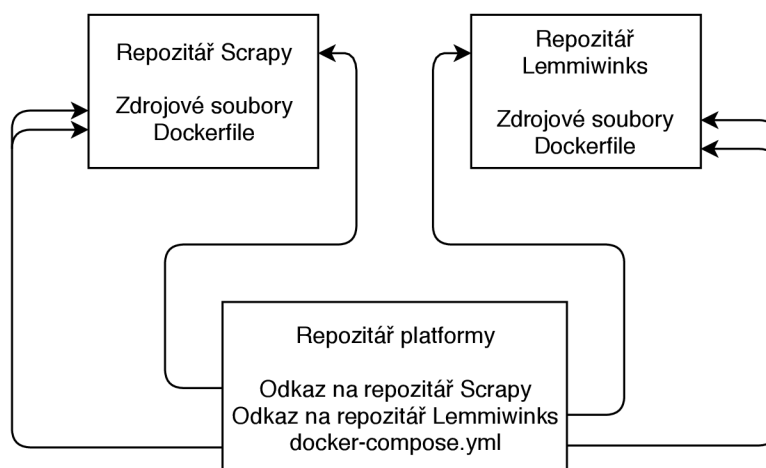 Repozitář Scrapy
Zdrojové soubory
Dockerfile
Repozitář
Lemmiwinks
Zdrojové soubory
Dockerfile
Repozitář platformy
Odkaz na repozitář Scrapy
Odkaz na repozitář Lemmiwinks
docker-compose.yml